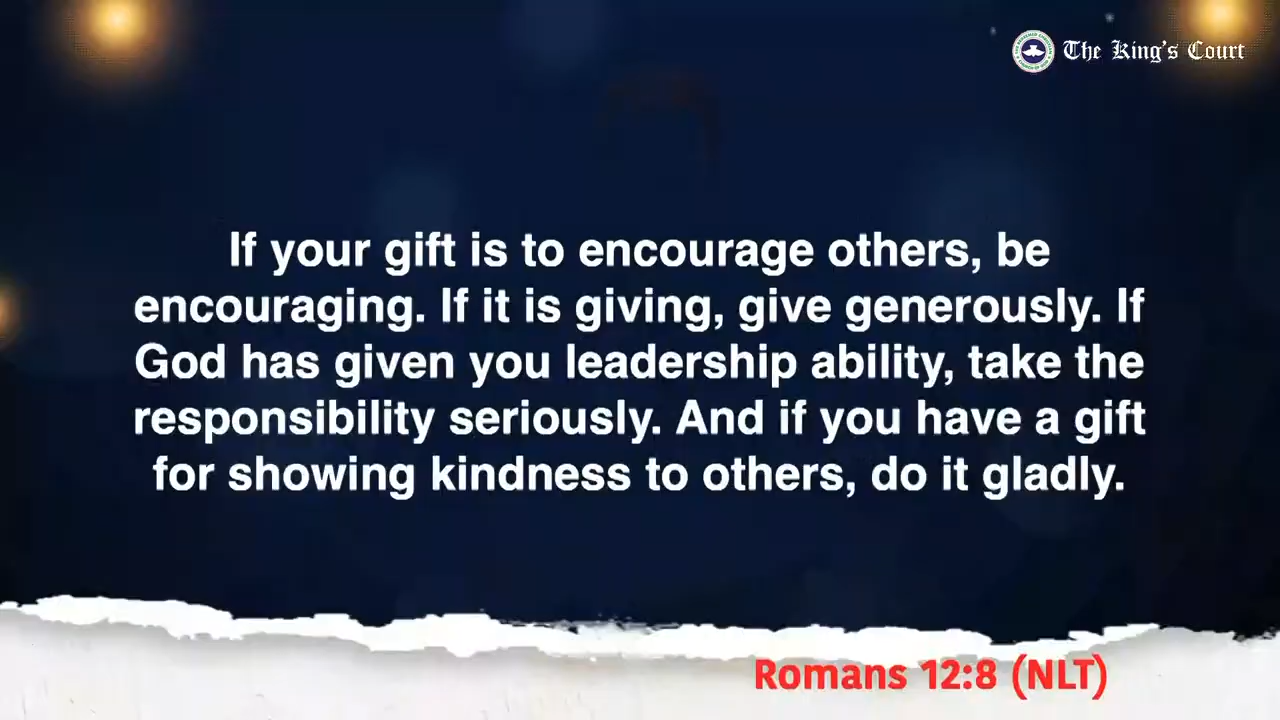 The King's Court
If your gift is to encourage others, be
encouraging. If it is giving, give generously. If
God has given you leadership ability, take the
responsibility seriously. And if you have a gift
for showing kindness to others, do it gladly.
Romans 12:8 (NLT)